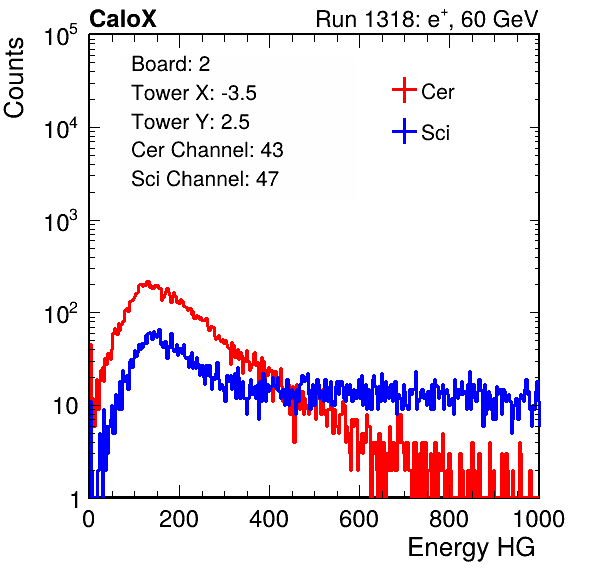 CaloX Run 1318: e⁺, 60 GeV
Counts
10⁵
10⁴
10³
10²
10
1
Board: 2
Tower X: -3.5
Tower Y: 2.5
Cer Channel: 43
Sci Channel: 47
Cer
Sci
0 200 400 600 800 1000
Energy HG